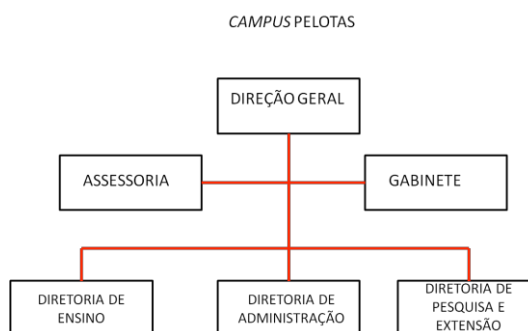 CAMPUS PELOTAS
DIREÇÃO GERAL
ASSESSORIA
GABINETE
DIRETORIA DE
ENSINO
DIRETORIA DE
ADMINISTRAÇÃO
DIRETORIA DE
PESQUISA E
EXTENSÃO